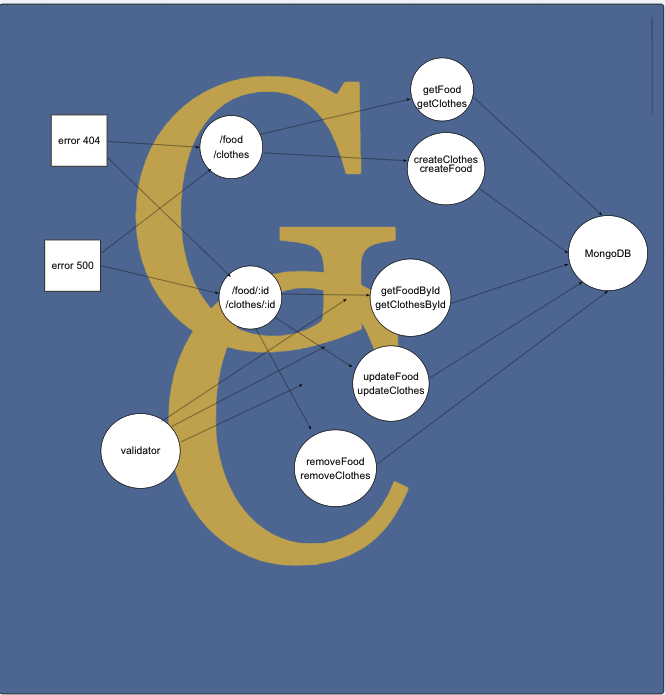 getFood
getClothes
error 404
/food
/clothes
createClothes
createFood
MongoDB
error 500
/food/:id
/clothes/:id
getFoodById
getClothesById
updateFood
updateClothes
validator
removeFood
removeClothes
G
C